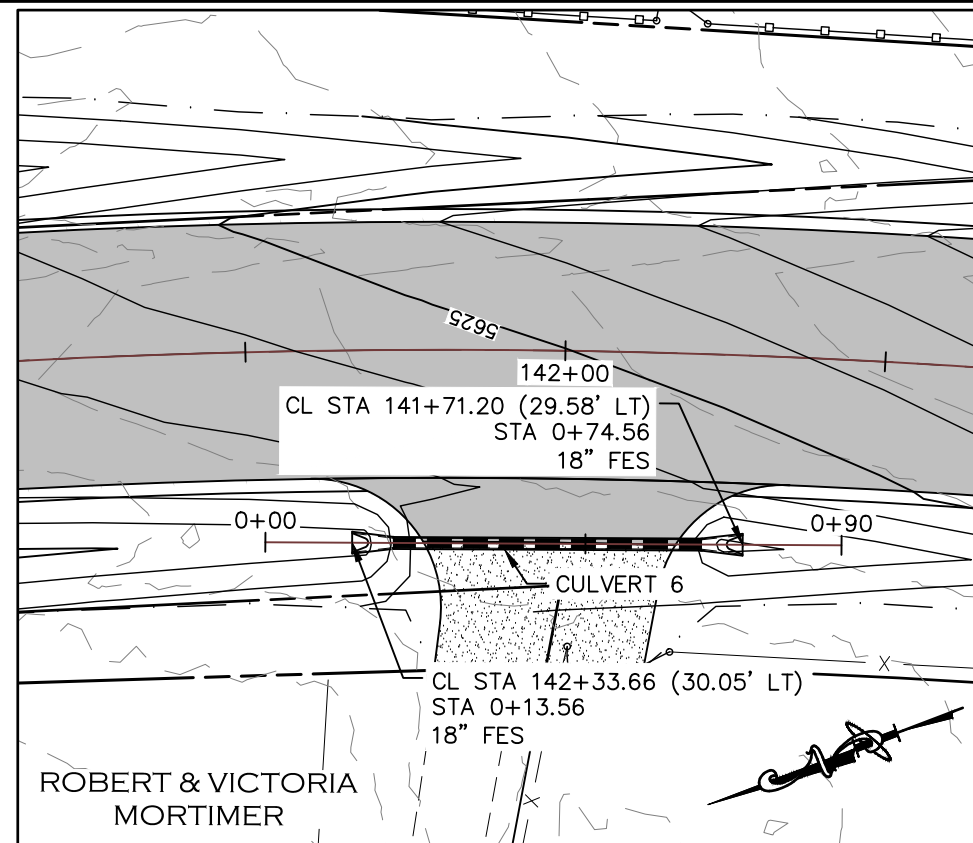 5625
142+00
CL STA 141+71.20 (29.58' LT)
STA 0+74.56
18" FES
0+00
0+90
CULVERT 6
X
CL STA 142+33.66 (30.05' LT)
STA 0+13.56
18" FES
ROBERT & VICTORIA
MORTIMER
X